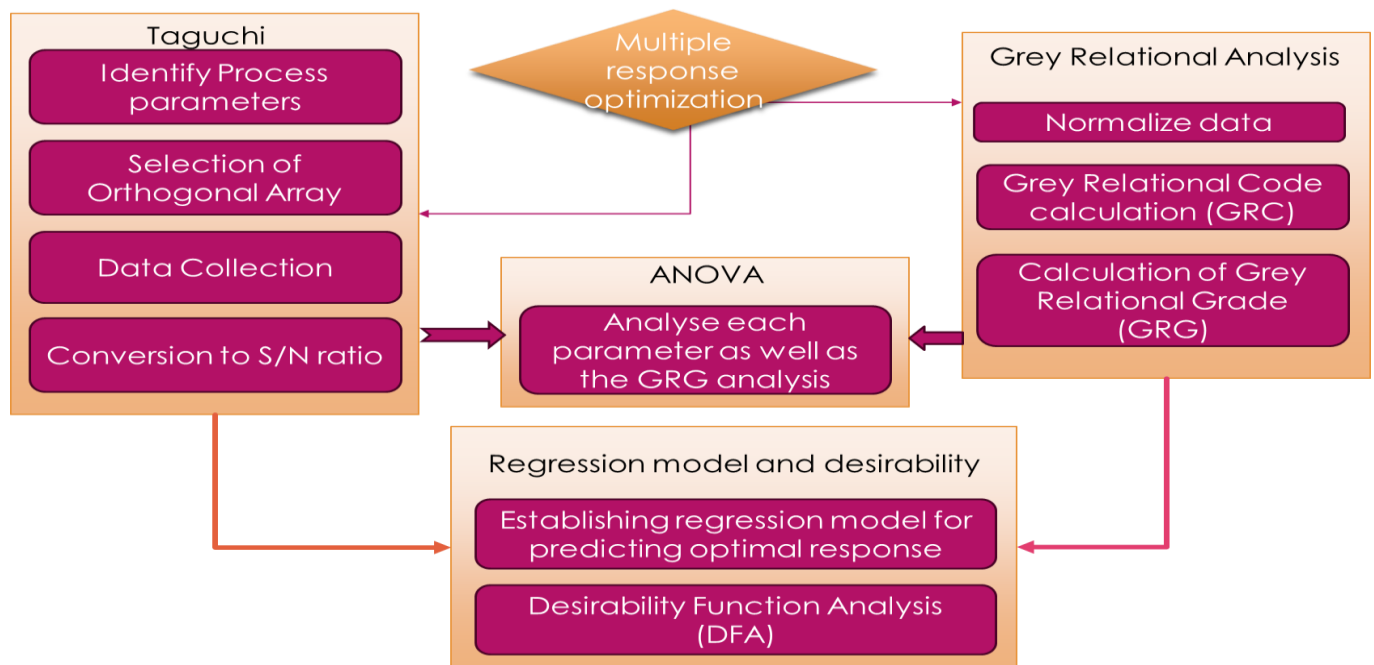 Taguchi
Identify Process
parameters
Selection of
Orthogonal Array
Data Collection
Conversion to S/N ratio
Multiple
response
optimization
Grey Relational Analysis
Normalize data
Grey Relational Code
calculation (GRC)
Calculation of Grey
Relational Grade
(GRG)
ANOVA
Analyse each
parameter as well as
the GRG analysis
Regression model and desirability
Establishing regression model for
predicting optimal response
Desirability Function Analysis
(DFA)